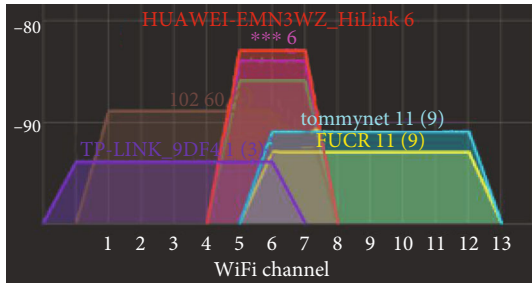 HUAWEI-EMN3WZ_HiLink 6
−80
*** 6
102 60
−90
tommynet 11 (9)
TP-LINK_9DF4 1 (3)
_FUCR 11 (9)
1 2 3 4 5 6 7 8 9 10 11 12 13
WiFi channel